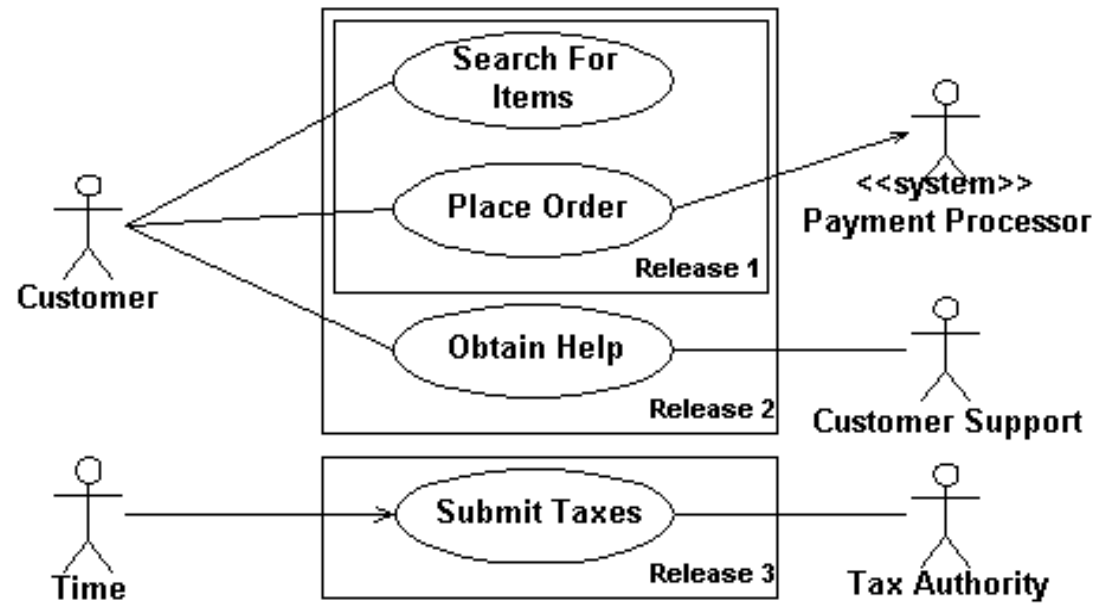 Search For
Items
Place Order
<<system>>
Payment Processor
Release 1
Customer
Obtain Help
Release 2
Customer Support
Submit Taxes
Release 3
Time
Tax Authority